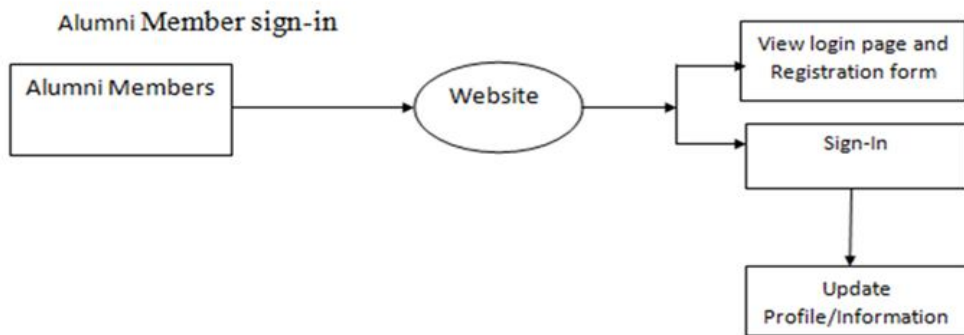 Alumni Member sign-in
Alumni Members
Website
View login page and
Registration form
Sign-In
Update
Profile/Information